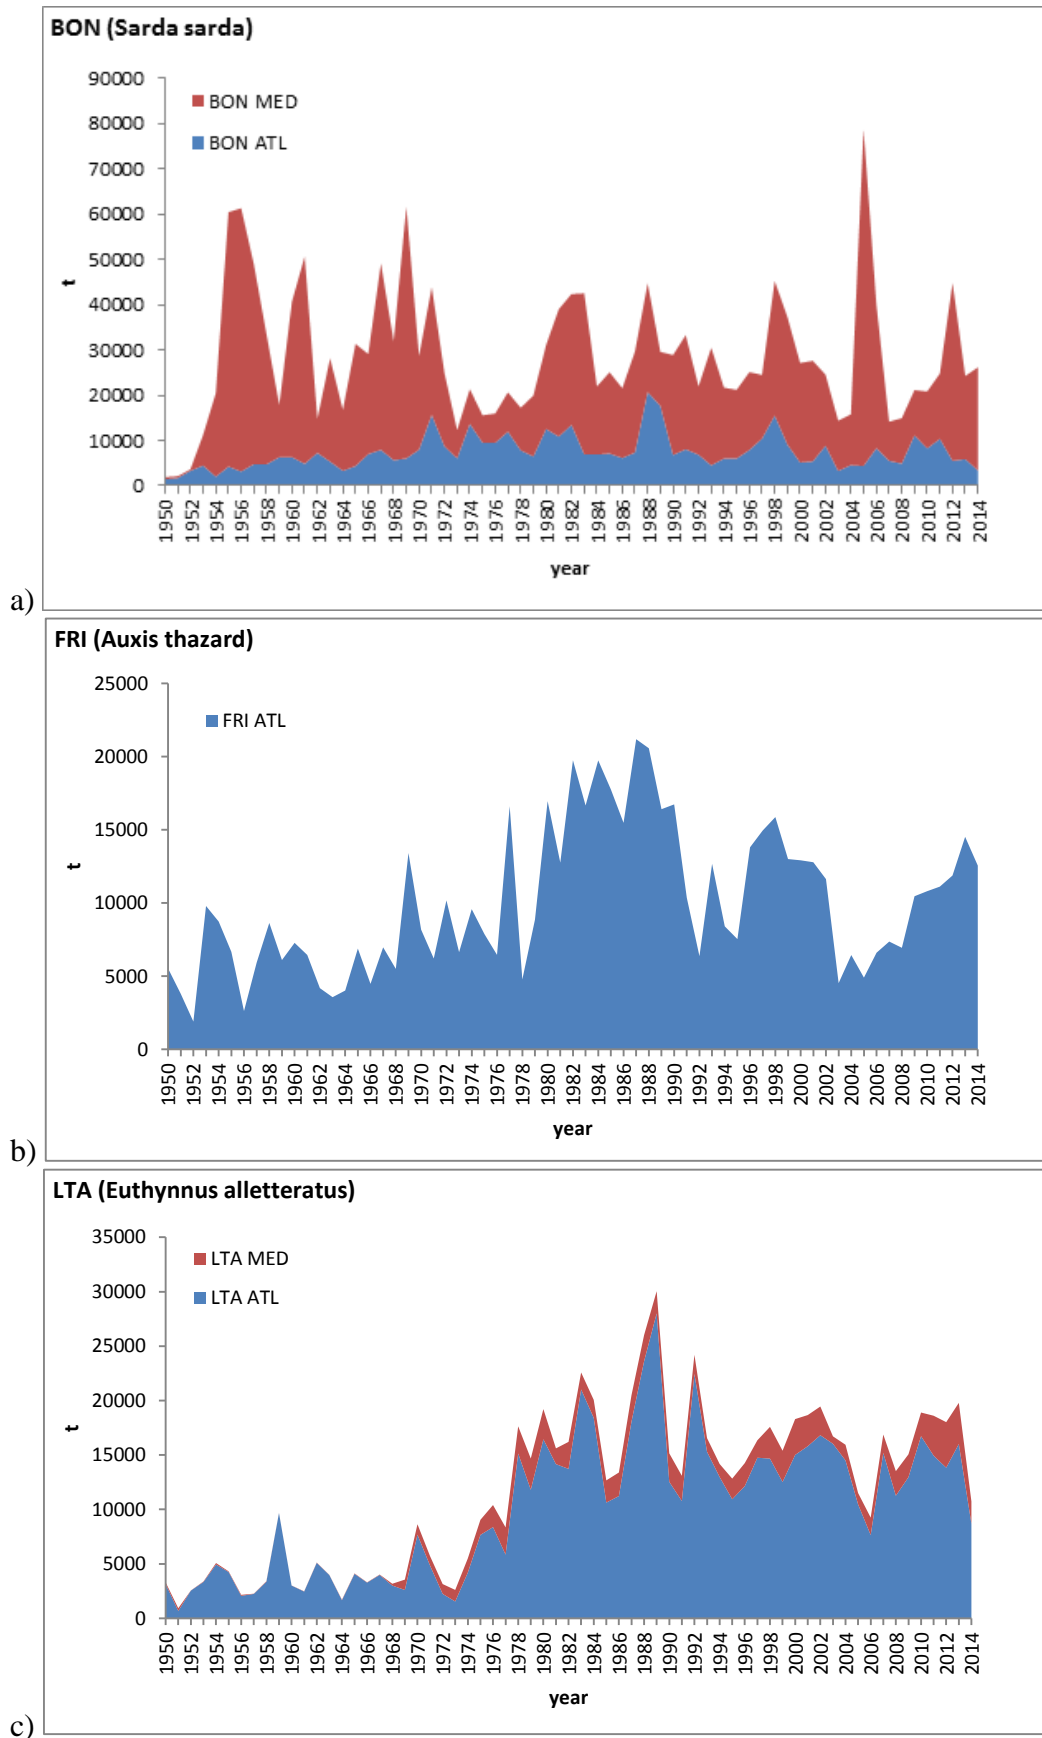 BON (Sarda sarda)
90000
80000
70000
60000
50000
40000
30000
20000
10000
0
BON MED
BON ATL
t
1950 1952 1954 1956 1958 1960 1962 1964 1966 1968 1970 1972 1974 1976 1978 1980 1982 1984 1986 1988 1990 1992 1994 1996 1998 2000 2002 2004 2006 2008 2010 2012 2014
year
a)
FRI (Auxis thazard)
25000
20000
15000
10000
5000
0
FRI ATL
t
1950 1952 1954 1956 1958 1960 1962 1964 1966 1968 1970 1972 1974 1976 1978 1980 1982 1984 1986 1988 1990 1992 1994 1996 1998 2000 2002 2004 2006 2008 2010 2012 2014
year
b)
LTA (Euthynnus alletteratus)
35000
30000
25000
20000
15000
10000
5000
0
LTA MED
LTA ATL
t
1950 1952 1954 1956 1958 1960 1962 1964 1966 1968 1970 1972 1974 1976 1978 1980 1982 1984 1986 1988 1990 1992 1994 1996 1998 2000 2002 2004 2006 2008 2010 2012 2014
year
c)